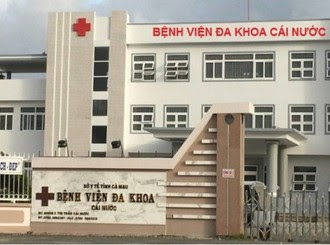 BỆNH VIỆN ĐA KHOA CÁI NƯỚC
SỞ Y TẾ TỈNH CÀ MAU
BỆNH VIỆN ĐA KHOA
CÁI NƯỚC